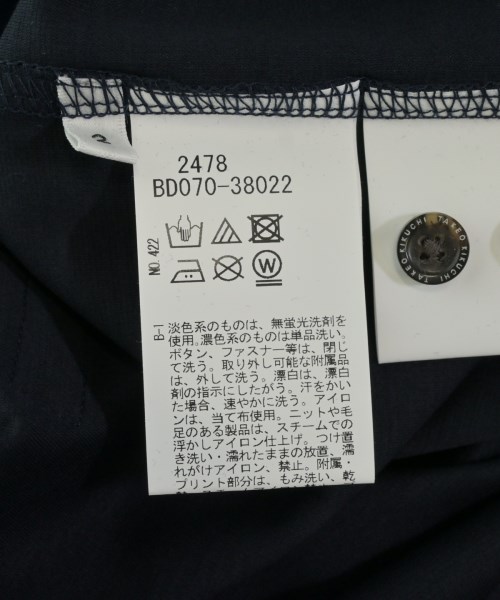 2
2478
BD070-38022
W
NO.422
B-1
淡色系のものは、無蛍光洗剤を
使用。濃色系のものは単品洗い。
ボタン、ファスナー等は、閉じ
て洗う。取り外し可能な附属品
は、外して洗う。漂白は、漂白
剤の指示にしたがう。汗をかい
た場合、速やかに洗う。アイロ
ンは、当て布使用。ニットや毛
足のある製品は、スチームでの
浮かしアイロン仕上げ。つけ置
き洗い・濡れたままの放置、濡
れがけアイロン、禁止。附属・
プリント部分は、もみ洗い、乾
TAKEO KIKUCHI TAKEO KIKUCHI